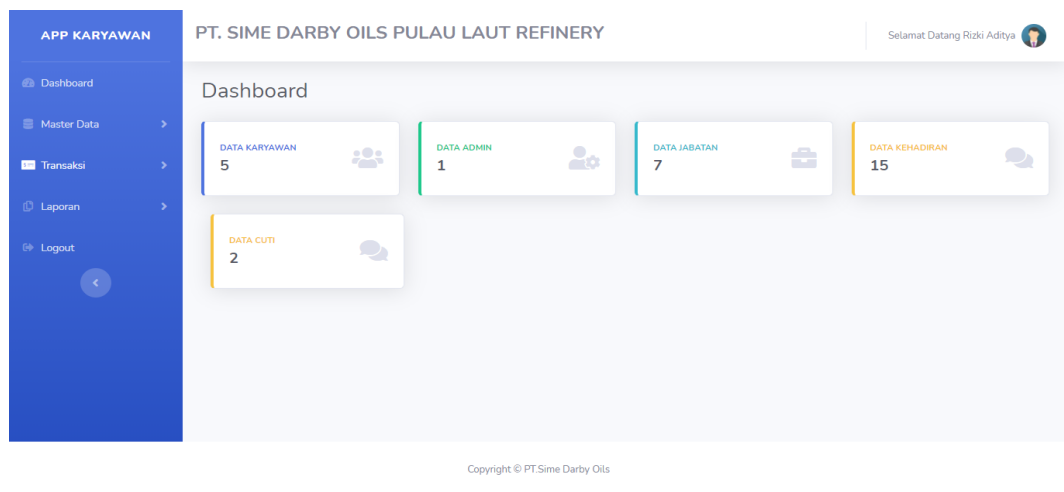 APP KARYAWAN
PT. SIME DARBY OILS PULAU LAUT REFINERY
Selamat Datang Rizki Aditya
Dashboard
Master Data
Transaksi
Laporan
Logout
Dashboard
DATA KARYAWAN
5
DATA ADMIN
1
DATA JABATAN
7
DATA KEHADIRAN
15
DATA CUTI
2
Copyright © PT.Sime Darby Oils